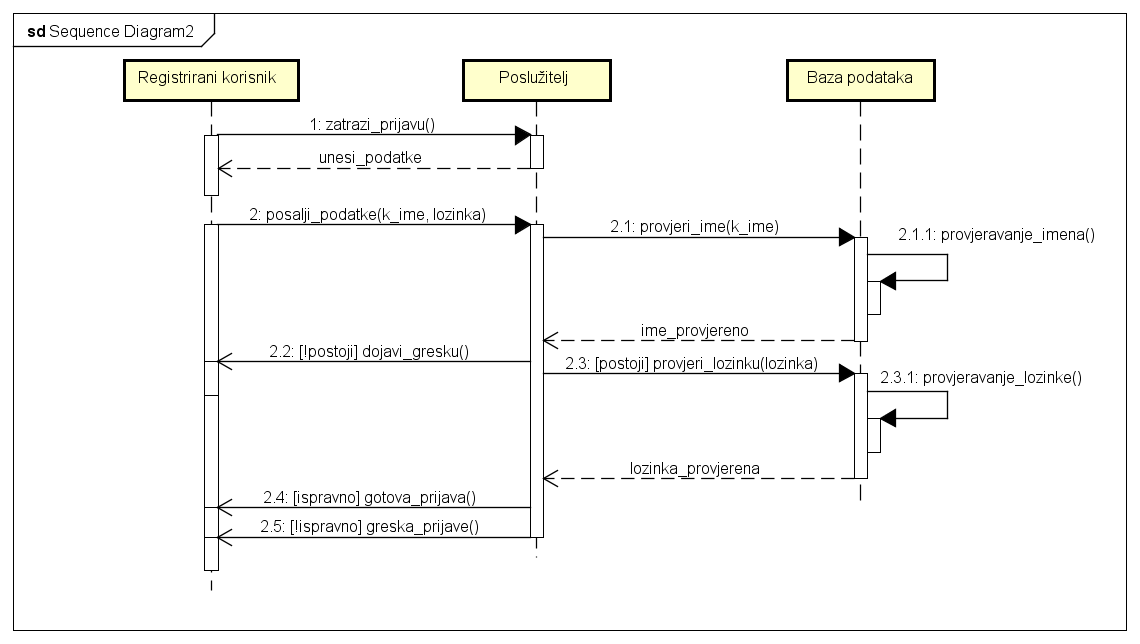 sd Sequence Diagram2
Registrirani korisnik
Poslužitelj
Baza podataka
1: zatrazi_prijavu()
unesi_podatke
2: posalji_podatke(k_ime, lozinka)
2.1: provjeri_ime(k_ime)
2.1.1: provjeravanje_imena()
ime_provjereno
2.2: [!postoji] dojavi_gresku()
2.3: [postoji] provjeri_lozinku(lozinka)
2.3.1: provjeravanje_lozinke()
lozinka_provjerena
2.4: [ispravno] gotova_prijava()
2.5: [!ispravno] greska_prijave()